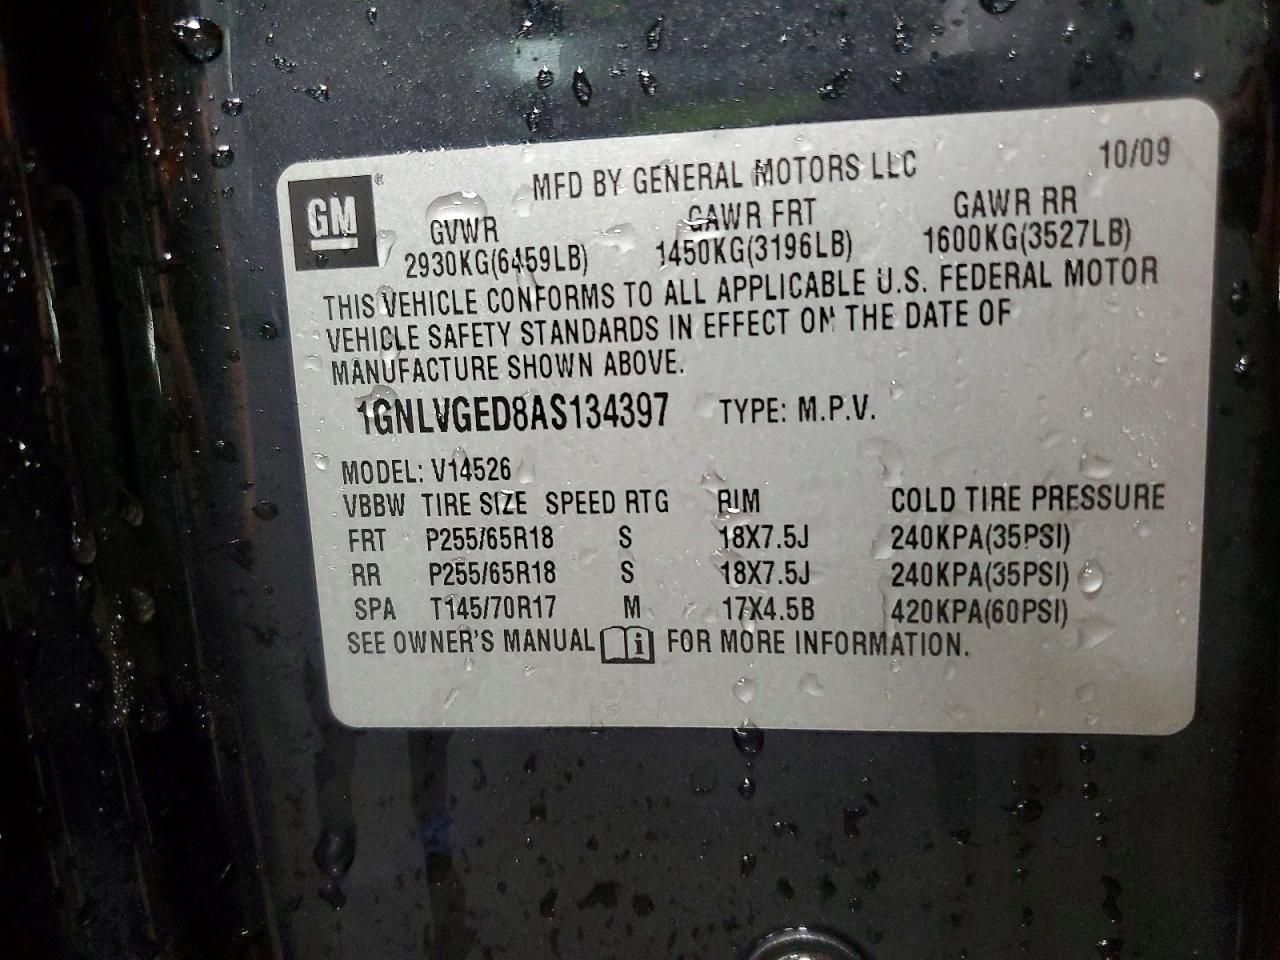 GM ®
MFD BY GENERAL MOTORS LLC 10/09
GVWR GAWR FRT GAWR RR
2930KG(6459LB) 1450KG(3196LB) 1600KG(3527LB)
THIS VEHICLE CONFORMS TO ALL APPLICABLE U.S. FEDERAL MOTOR
VEHICLE SAFETY STANDARDS IN EFFECT ON THE DATE OF
MANUFACTURE SHOWN ABOVE.
1GNLVGED8AS134397 TYPE: M.P.V.
MODEL: V14526
VBBW TIRE SIZE SPEED RTG RIM COLD TIRE PRESSURE
FRT P255/65R18 S 18X7.5J 240KPA(35PSI)
RR P255/65R18 S 18X7.5J 240KPA(35PSI)
SPA T145/70R17 M 17X4.5B 420KPA(60PSI)
SEE OWNER'S MANUAL i FOR MORE INFORMATION.